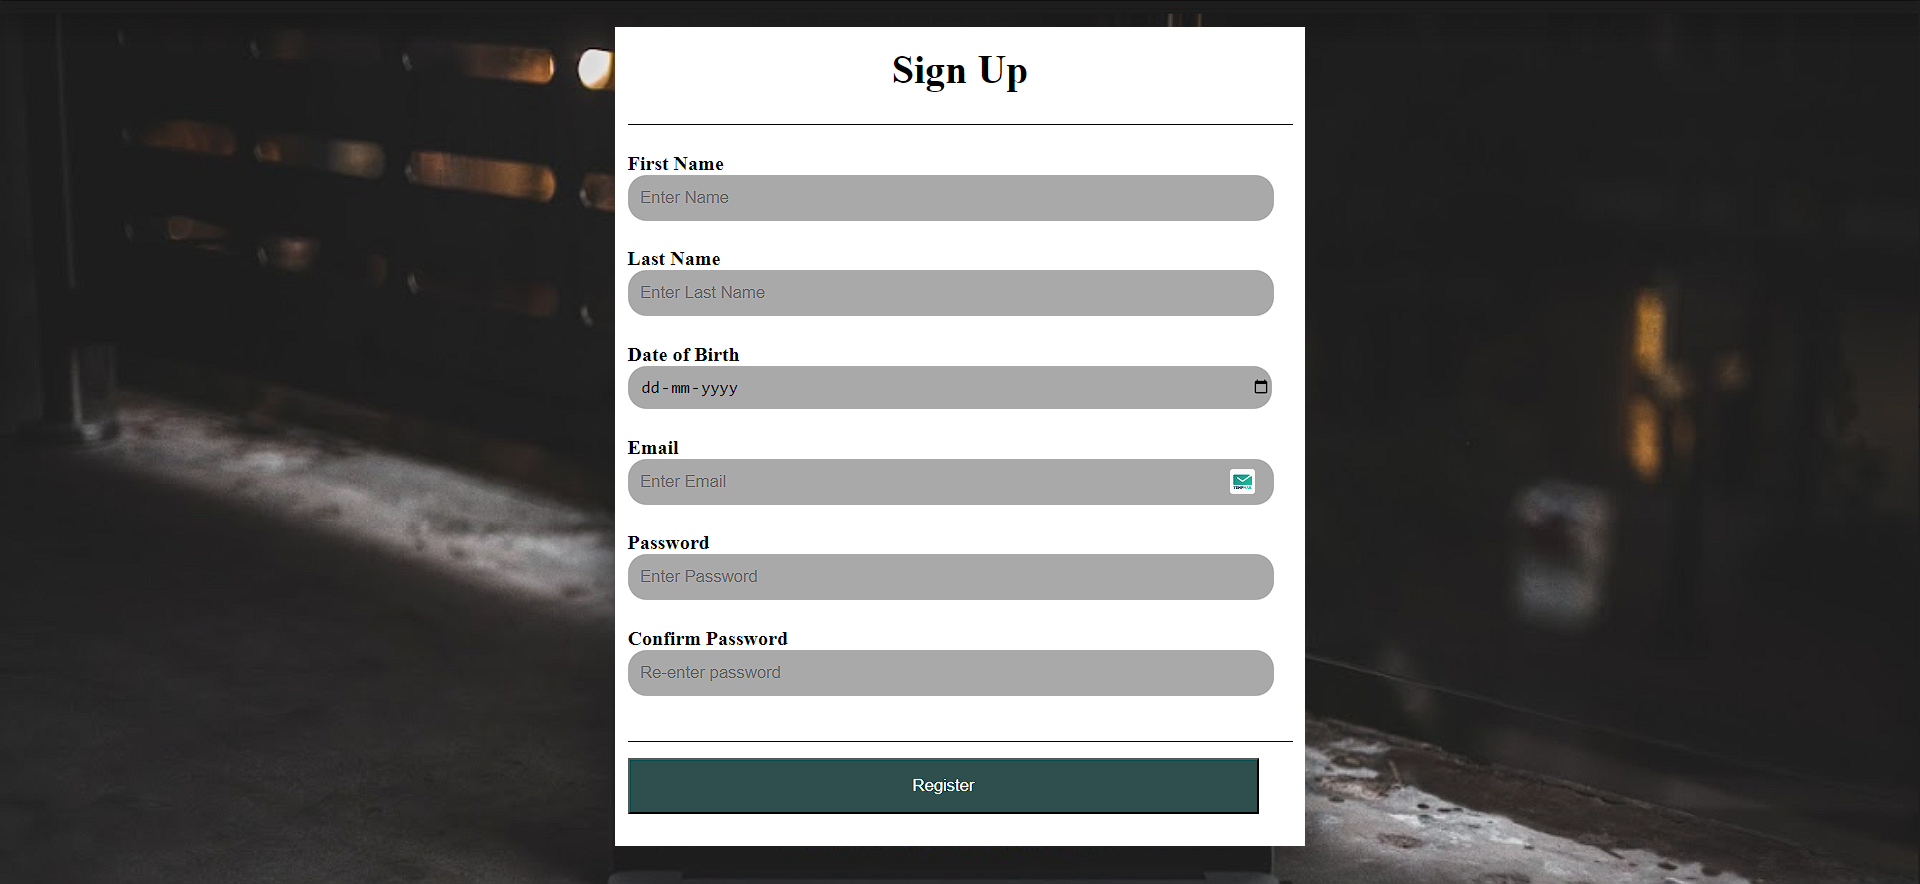 Sign Up
First Name
Enter Name
Last Name
Enter Last Name
Date of Birth
dd-mm-yyyy
Email
Enter Email
Password
Enter Password
Confirm Password
Re-enter password
Register